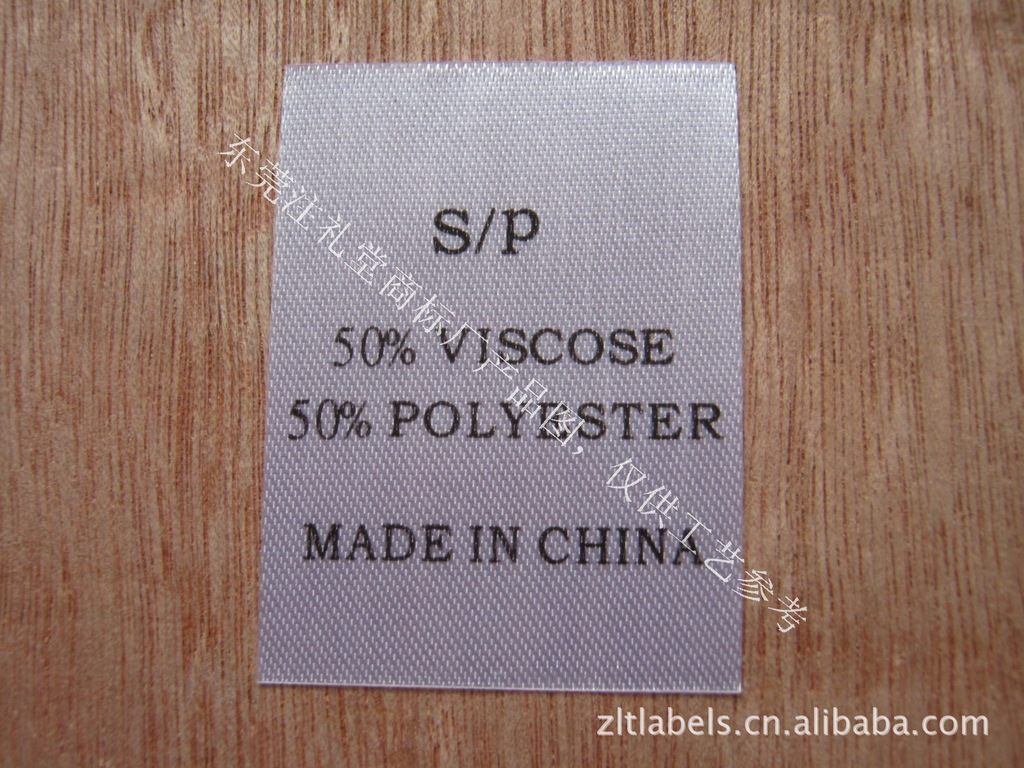 S/P
50% VISCOSE
50% POLYESTER
MADE IN CHINA
东莞注礼堂商标厂产品图，仅供工艺参考
zltlabels.cn.alibaba.com